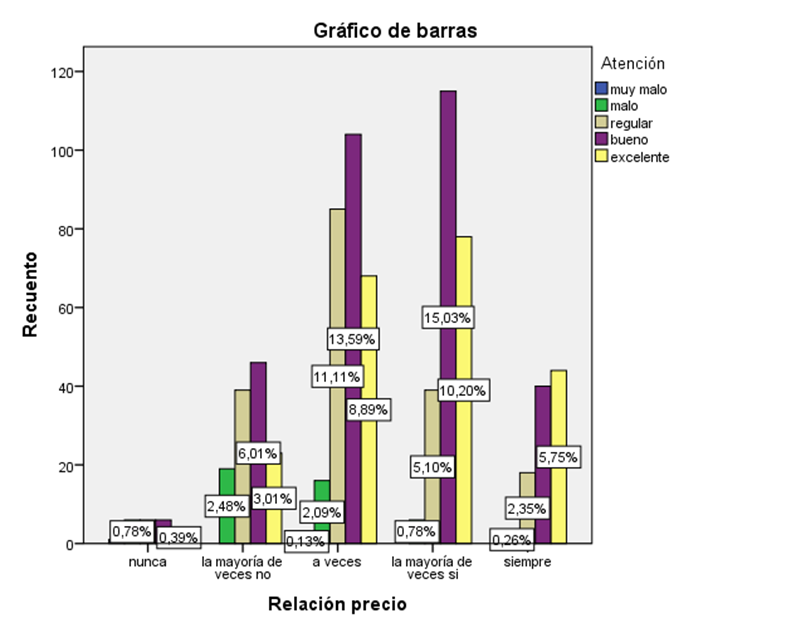 Gráfico de barras
Atención
muy malo
malo
regular
bueno
excelente
Recuento
120
100
80
60
40
20
0
15,03%
13,59%
11,11%
10,20%
8,89%
6,01%
5,10%
5,75%
2,48%
3,01%
2,09%
2,35%
0,78%
0,39%
0,13%
0,78%
0,26%
nunca
la mayoría de
veces no
a veces
la mayoría de
veces si
siempre
Relación precio